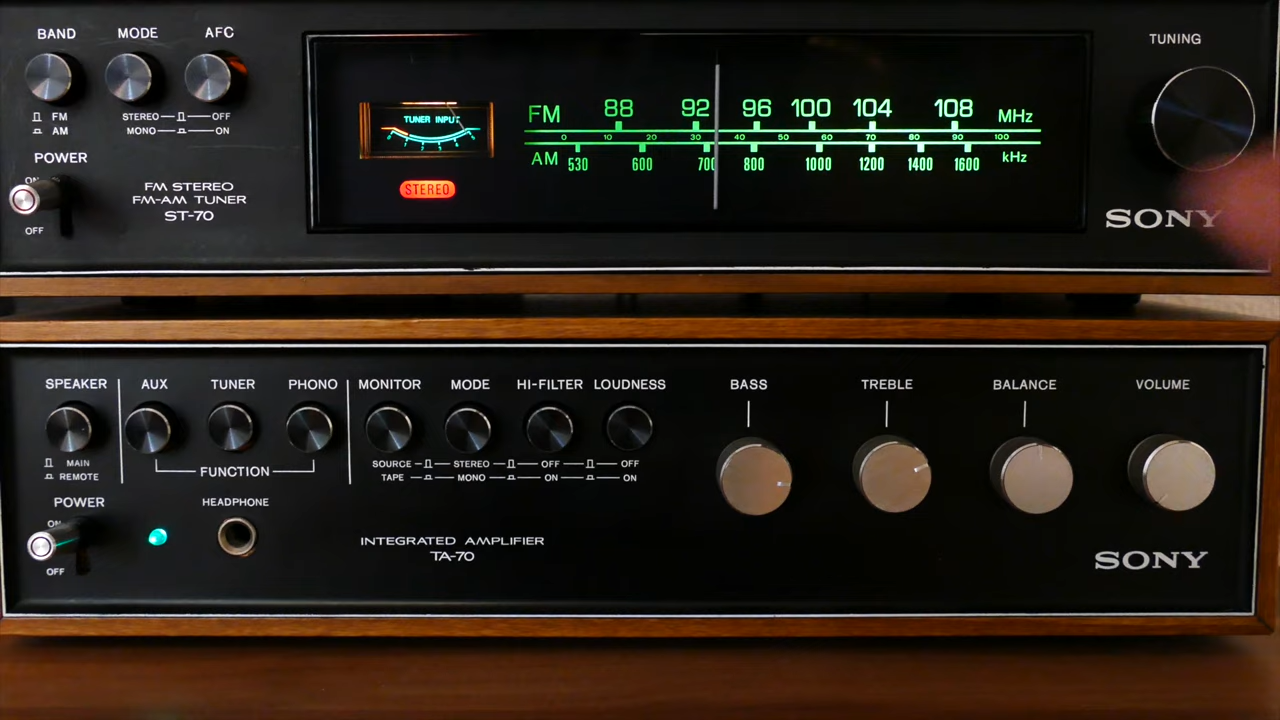 BAND MODE AFC TUNING
FM STEREO OFF
AM MONO ON
POWER
ON
OFF
FM STEREO
FM-AM TUNER
ST-70
TUNER INPUT
STEREO
FM 88 92 96 100 104 108 MHz
0 10 20 30 40 50 60 70 80 90 100
AM 530 600 700 800 1000 1200 1400 1600 kHz
SONY
SPEAKER AUX TUNER PHONO MONITOR MODE HI-FILTER LOUDNESS BASS TREBLE BALANCE VOLUME
MAIN SOURCE STEREO OFF OFF
REMOTE FUNCTION TAPE MONO ON ON
POWER HEADPHONE
ON
OFF
INTEGRATED AMPLIFIER
TA-70
SONY